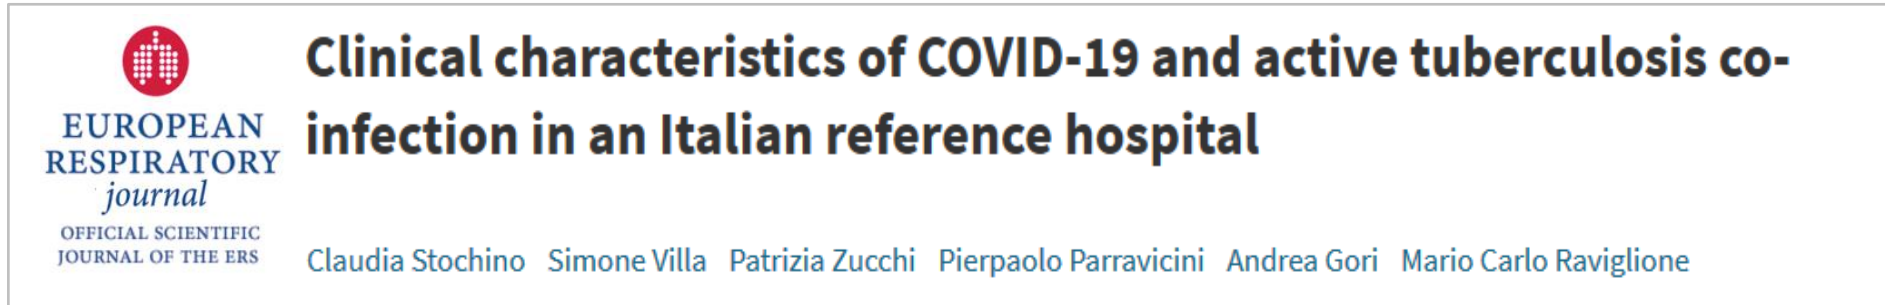 EUROPEAN
RESPIRATORY
journal
OFFICIAL SCIENTIFIC
JOURNAL OF THE ERS
Clinical characteristics of COVID-19 and active tuberculosis co-
infection in an Italian reference hospital
Claudia Stochino Simone Villa Patrizia Zucchi Pierpaolo Parravicini Andrea Gori Mario Carlo Raviglione